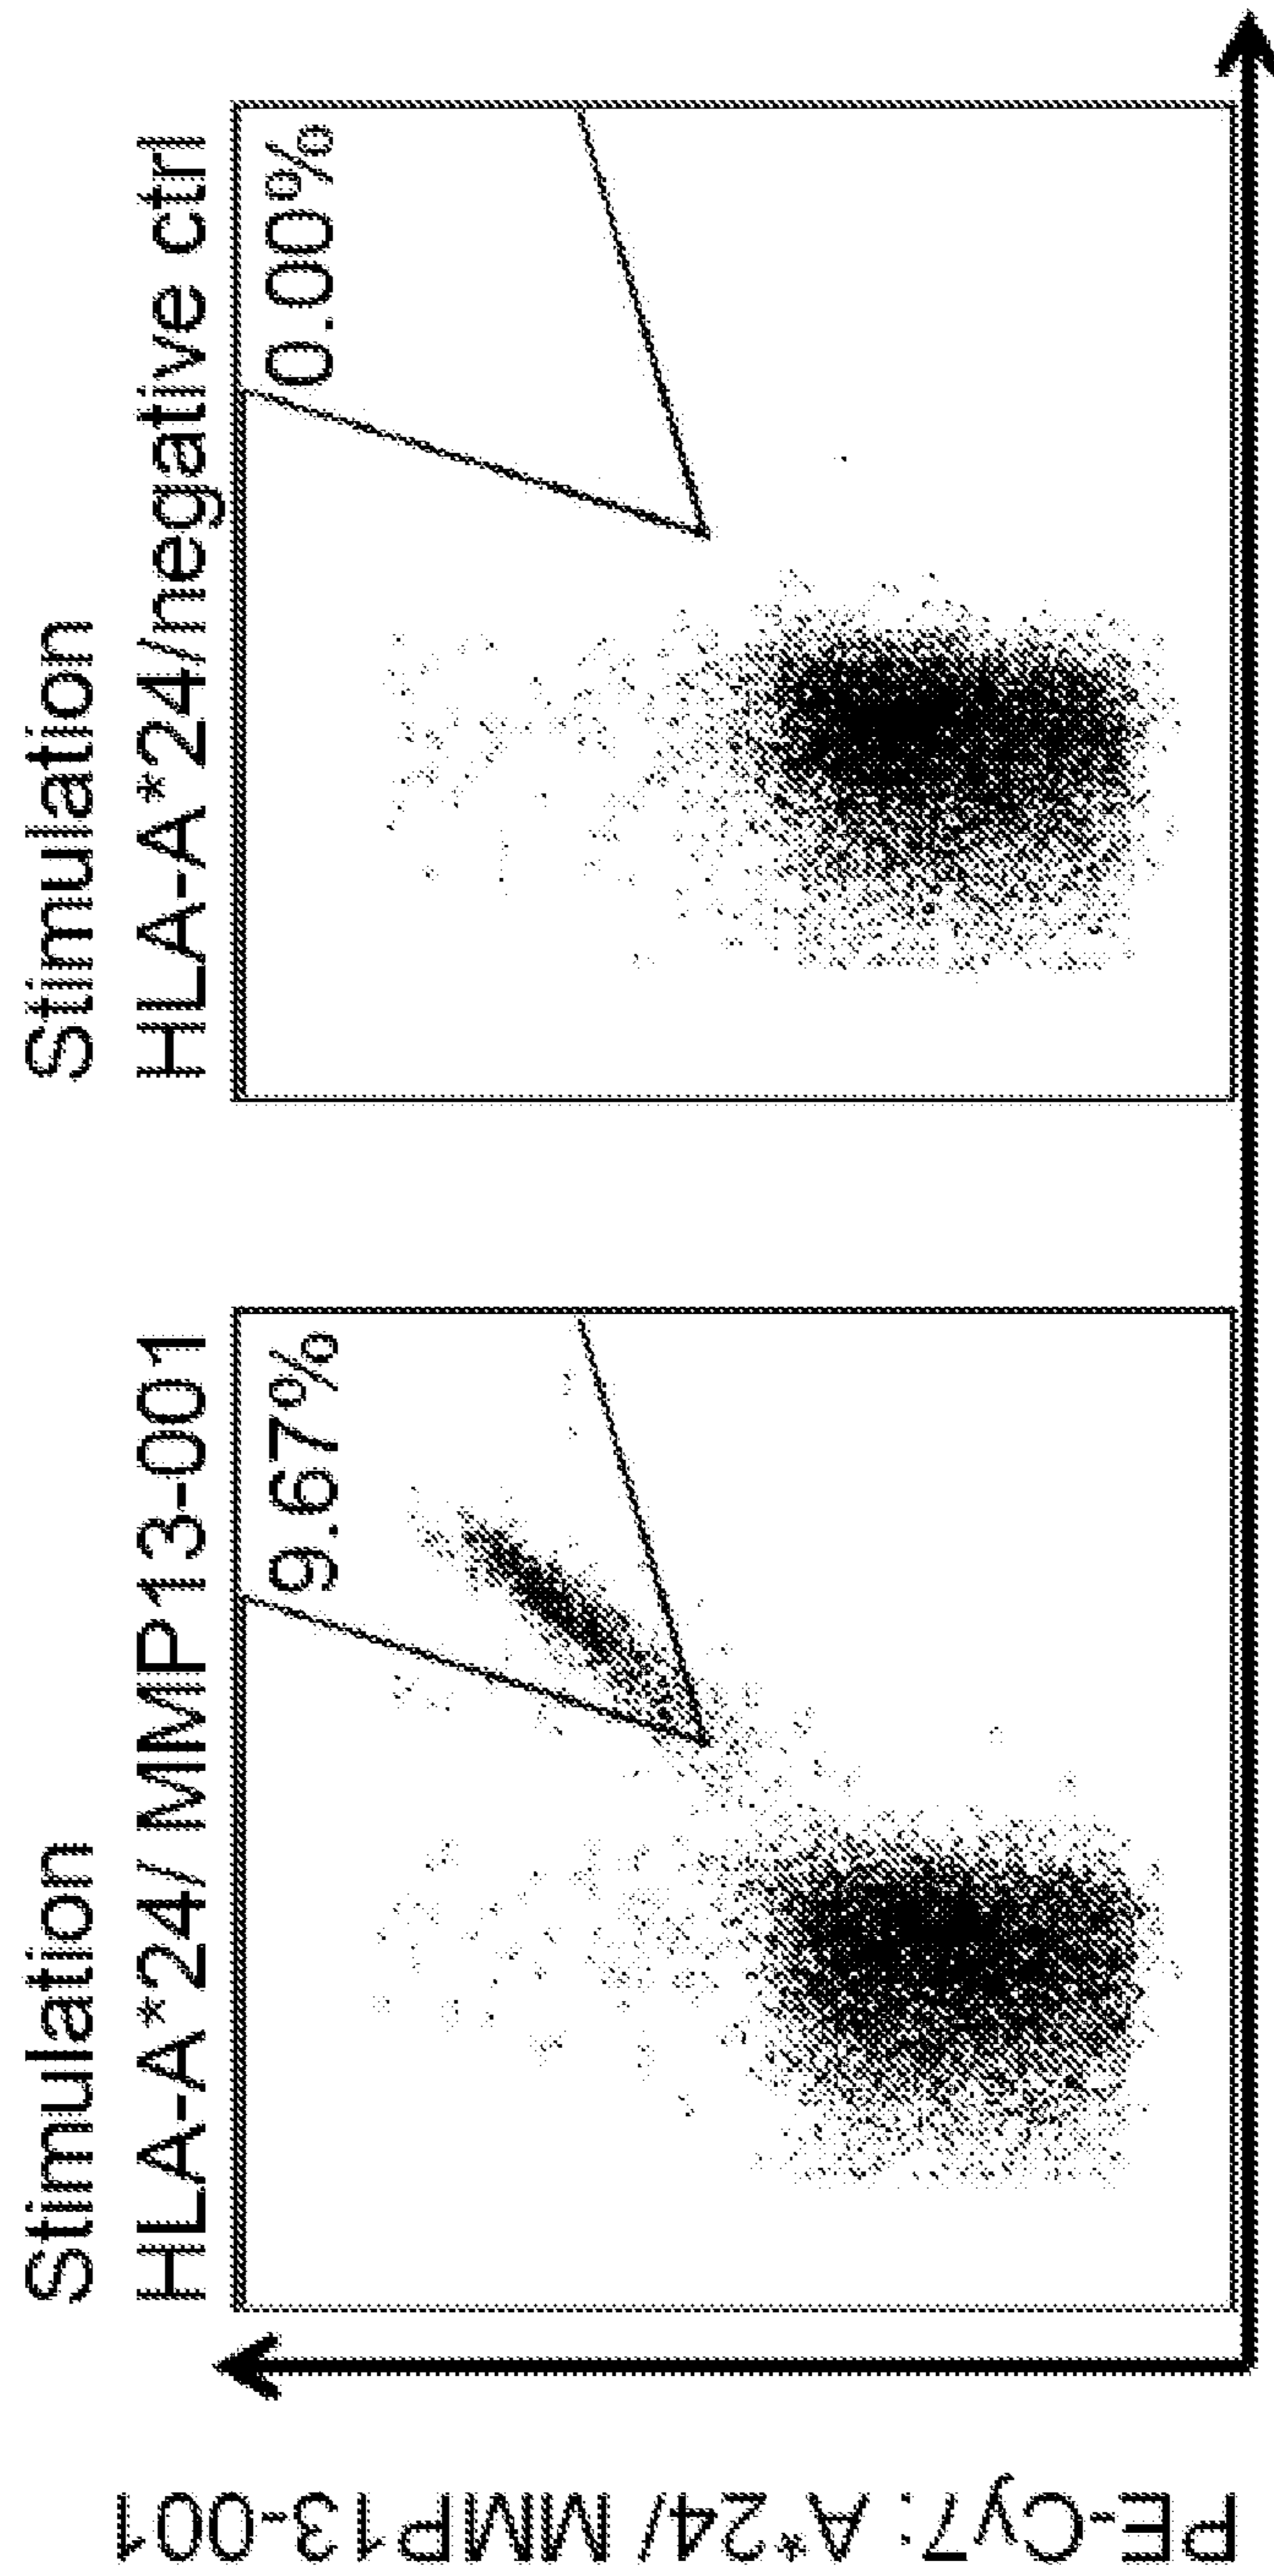 Stimulation
HLA-A*24/ MMP13-001
9.67%
Stimulation
HLA-A*24/negative ctrl
0.00%
PE-Cy7: A*24/ MMP13-001